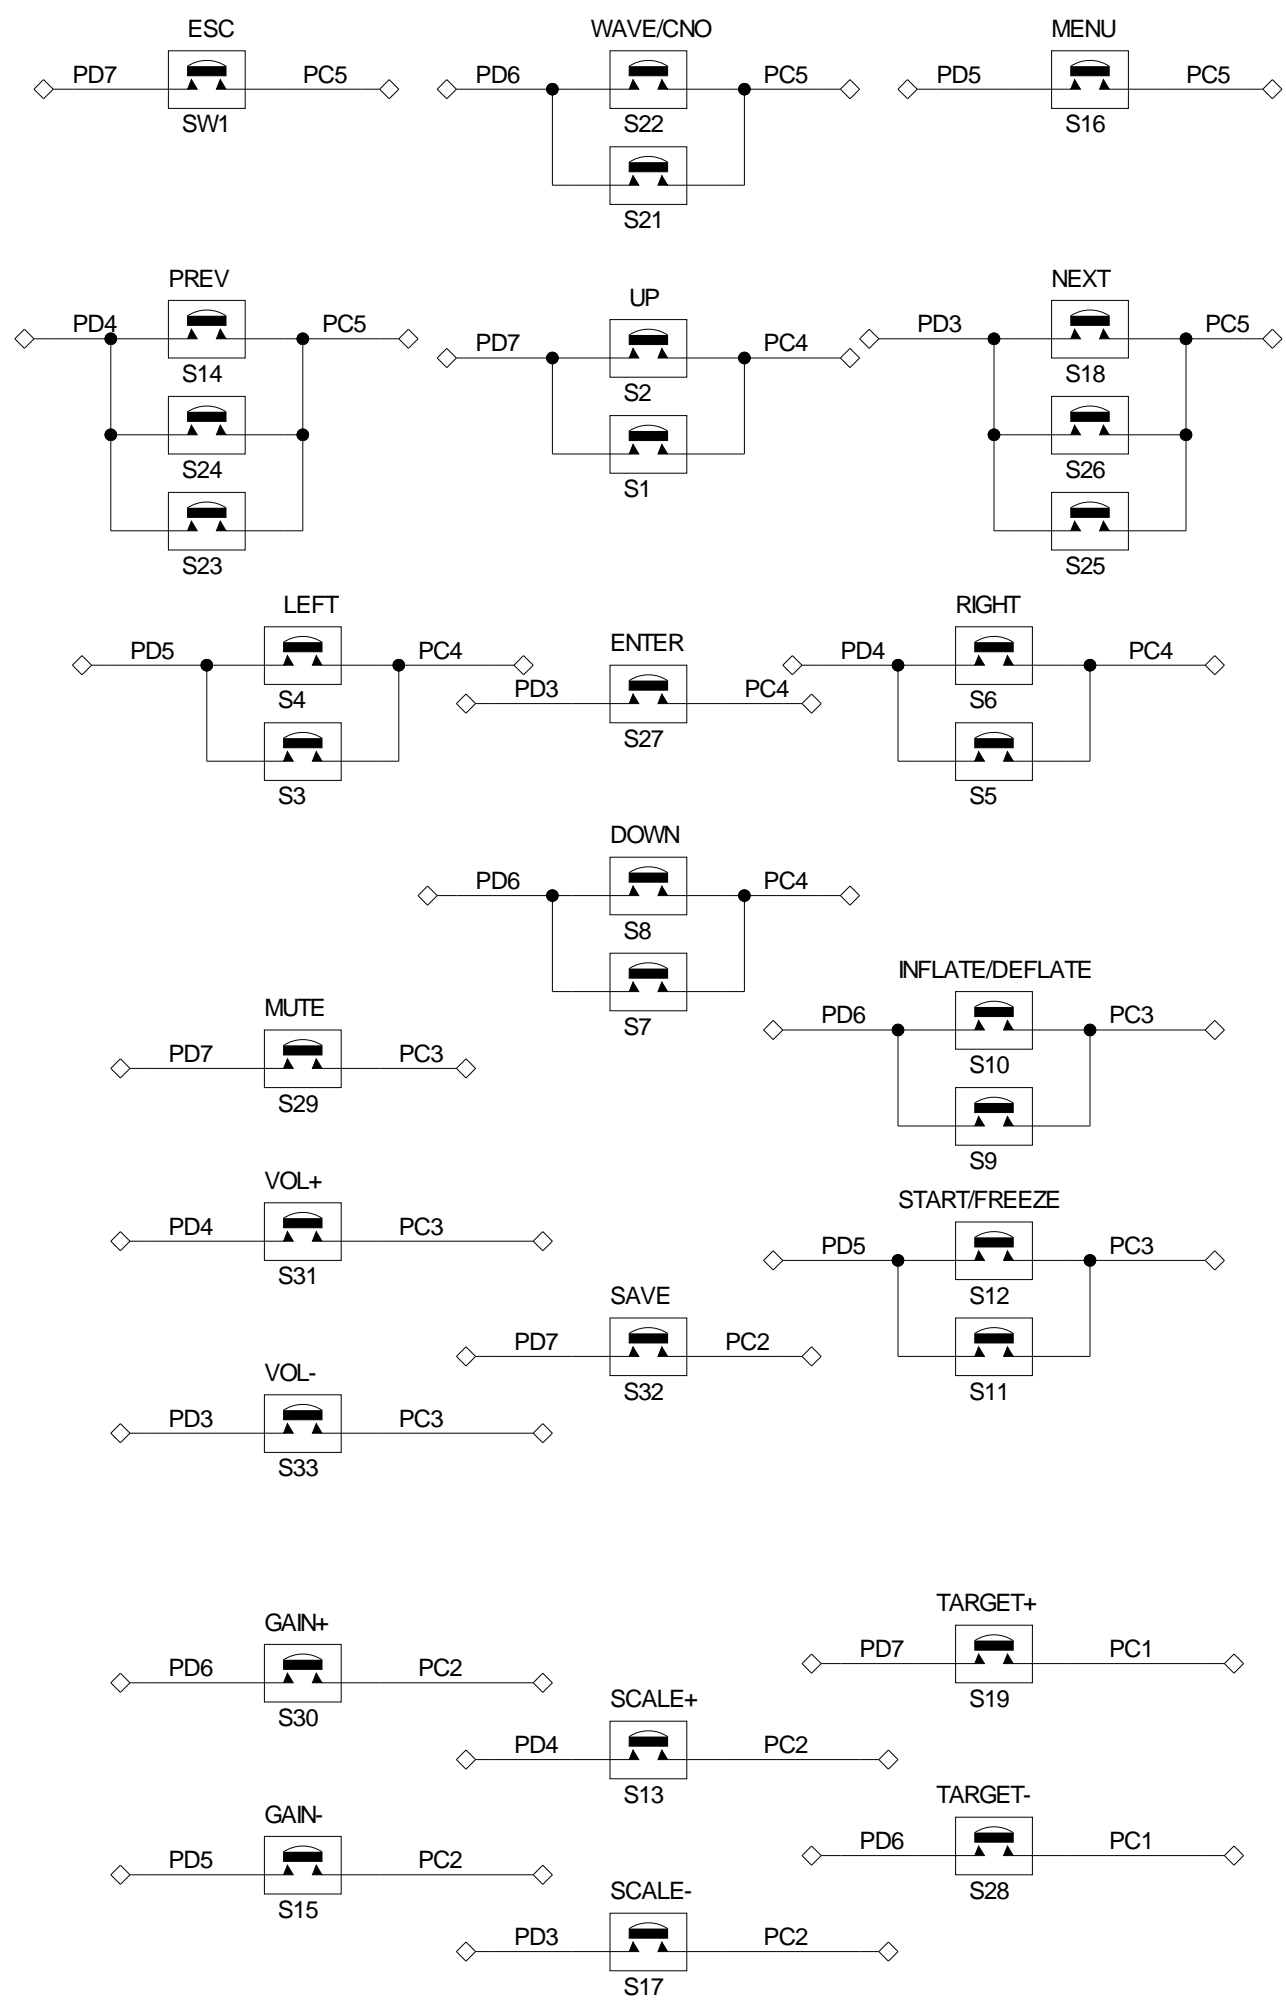 ESC
PD7 PC5
SW1
WAVE/CNO
PD6 PC5
S22
S21
MENU
PD5 PC5
S16
PREV
PD4 PC5
S14
S24
S23
UP
PD7 PC4
S2
S1
NEXT
PD3 PC5
S18
S26
S25
LEFT
PD5 PC4
S4
S3
ENTER
PD3 PC4
S27
RIGHT
PD4 PC4
S6
S5
DOWN
PD6 PC4
S8
S7
INFLATE/DEFLATE
PD6 PC3
S10
S9
MUTE
PD7 PC3
S29
VOL+
PD4 PC3
S31
START/FREEZE
PD5 PC3
S12
S11
SAVE
PD7 PC2
S32
VOL-
PD3 PC3
S33
GAIN+
PD6 PC2
S30
TARGET+
PD7 PC1
S19
SCALE+
PD4 PC2
S13
GAIN-
PD5 PC2
S15
TARGET-
PD6 PC1
S28
SCALE-
PD3 PC2
S17